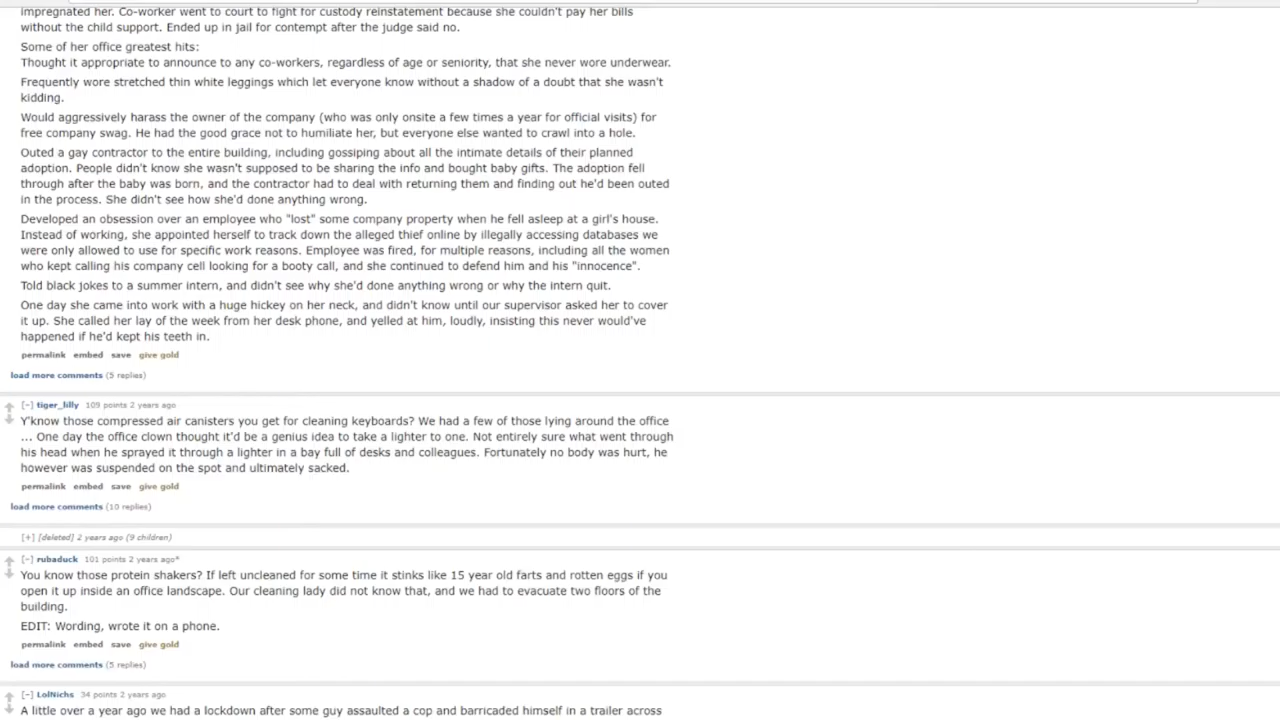 impregnated her. Co-worker went to court to fight for custody reinstatement because she couldn't pay her bills
without the child support. Ended up in jail for contempt after the judge said no.
Some of her office greatest hits:
Thought it appropriate to announce to any co-workers, regardless of age or seniority, that she never wore underwear.
Frequently wore stretched thin white leggings which let everyone know without a shadow of a doubt that she wasn't
kidding.
Would aggressively harass the owner of the company (who was only onsite a few times a year for official visits) for
free company swag. He had the good grace not to humiliate her, but everyone else wanted to crawl into a hole.
Outed a gay contractor to the entire building, including gossiping about all the intimate details of their planned
adoption. People didn't know she wasn't supposed to be sharing the info and bought baby gifts. The adoption fell
through after the baby was born, and the contractor had to deal with returning them and finding out he'd been outed
in the process. She didn't see how she'd done anything wrong.
Developed an obsession over an employee who "lost" some company property when he fell asleep at a girl's house.
Instead of working, she appointed herself to track down the alleged thief online by illegally accessing databases we
were only allowed to use for specific work reasons. Employee was fired, for multiple reasons, including all the women
who kept calling his company cell looking for a booty call, and she continued to defend him and his "innocence".
Told black jokes to a summer intern, and didn't see why she'd done anything wrong or why the intern quit.
One day she came into work with a huge hickey on her neck, and didn't know until our supervisor asked her to cover
it up. She called her lay of the week from her desk phone, and yelled at him, loudly, insisting this never would've
happened if he'd kept his teeth in.
permalink embed save give gold
load more comments (5 replies)
[-] tiger_lilly 109 points 2 years ago
Y'know those compressed air canisters you get for cleaning keyboards? We had a few of those lying around the office
... One day the office clown thought it'd be a genius idea to take a lighter to one. Not entirely sure what went through
his head when he sprayed it through a lighter in a bay full of desks and colleagues. Fortunately no body was hurt, he
however was suspended on the spot and ultimately sacked.
permalink embed save give gold
load more comments (10 replies)
[+] [deleted] 2 years ago (9 children)
[-] rubaduck 101 points 2 years ago*
You know those protein shakers? If left uncleaned for some time it stinks like 15 year old farts and rotten eggs if you
open it up inside an office landscape. Our cleaning lady did not know that, and we had to evacuate two floors of the
building.
EDIT: Wording, wrote it on a phone.
permalink embed save give gold
load more comments (5 replies)
[-] LolNichs 34 points 2 years ago
A little over a year ago we had a lockdown after some guy assaulted a cop and barricaded himself in a trailer across